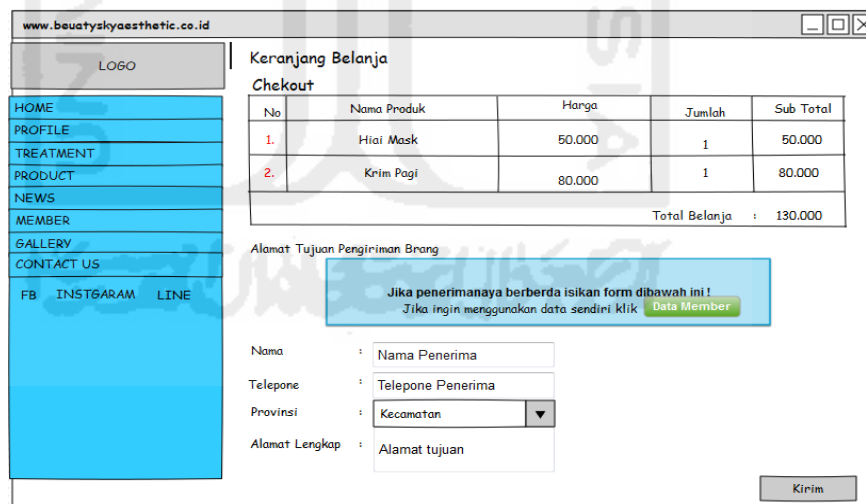 www.beuatyskyaesthetic.co.id
LOGO
HOME
PROFILE
TREATMENT
PRODUCT
NEWS
MEMBER
GALLERY
CONTACT US
FB INSTGARAM LINE
Keranjang Belanja
Chekout
No Nama Produk Harga Jumlah Sub Total
1. Hiai Mask 50.000 1 50.000
2. Krim Pagi 80.000 1 80.000
Total Belanja : 130.000
Alamat Tujuan Pengiriman Brang
Jika penerimanaya berberda isikan form dibawah ini !
Jika ingin menggunakan data sendiri klik Data Member
Nama : Nama Penerima
Telepone : Telepone Penerima
Provinsi : Kecamatan
Alamat Lengkap : Alamat tujuan
Kirim